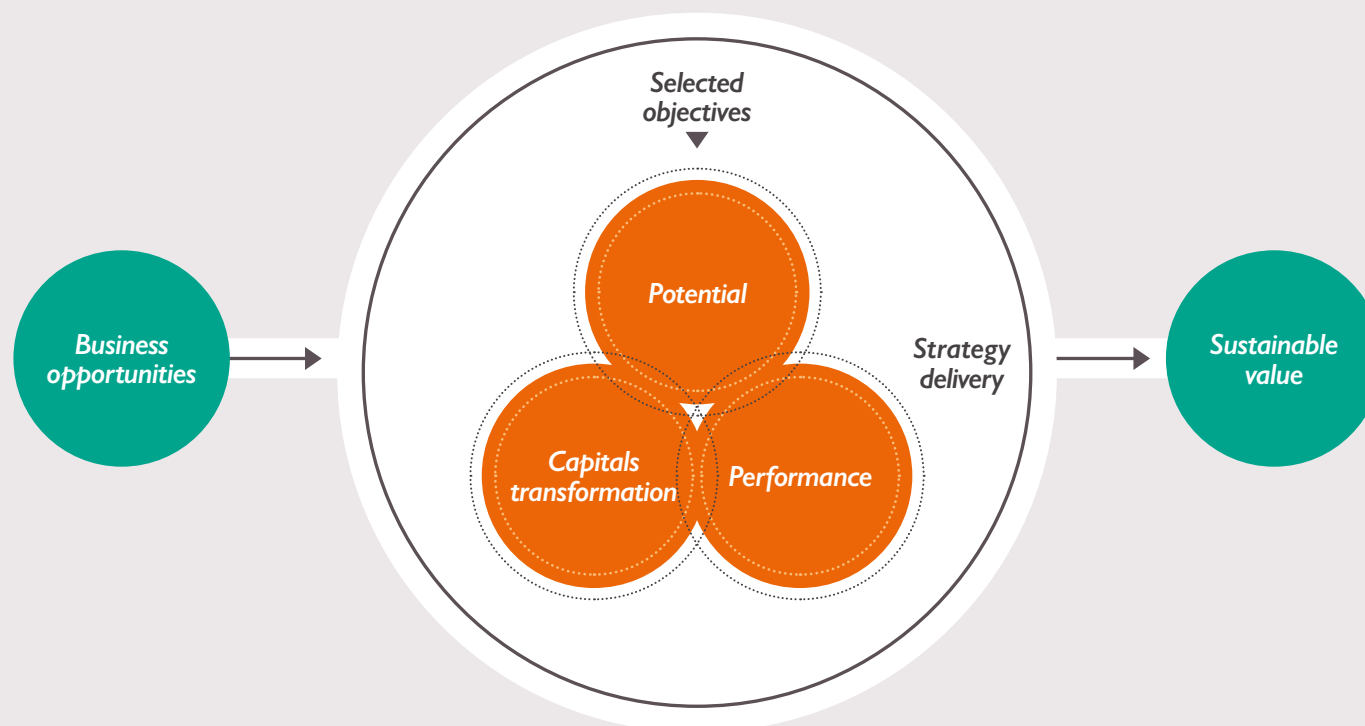 Selected
objectives
Potential
Business
opportunities
Strategy
delivery
Sustainable
value
Capitals
transformation
Performance